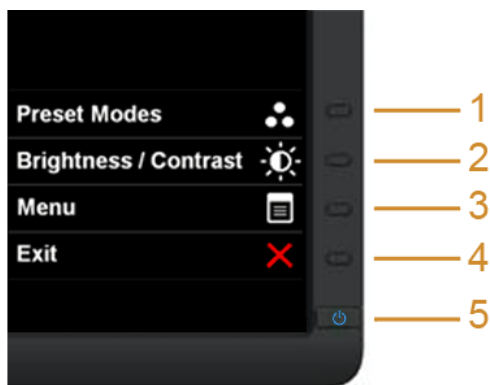 Preset Modes 1
Brightness / Contrast 2
Menu 3
Exit 4
5